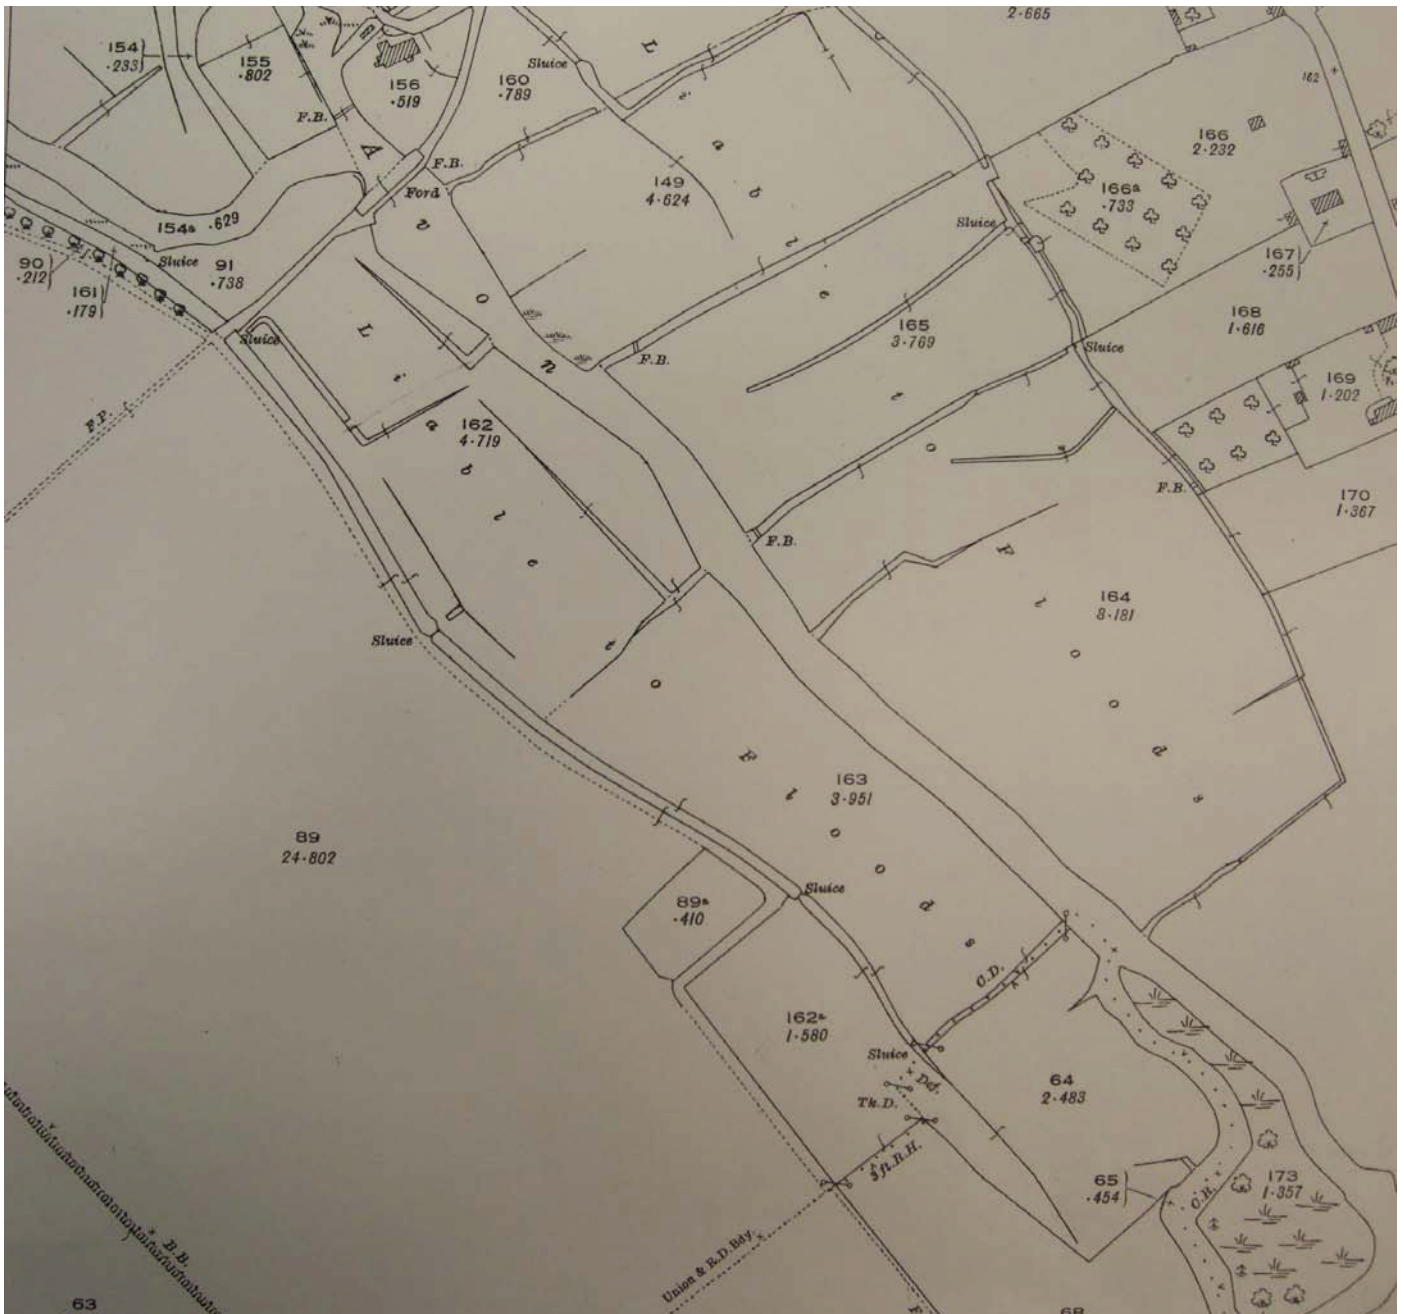 2·665
154
·233
155
·802
156
·519
160
·789
Sluice
L
i
a
b
l
e
t
o
F
l
o
o
d
s
162
F.B.
F.B.
Ford
A
v
o
n
149
4·624
166
2·232
166a
·733
167
·255
168
1·616
169
1·202
170
1·367
154a ·629
90
·212
161
·179
Sluice
91
·738
Sluice
Sluice
165
3·769
Sluice
F.B.
F.P.
L
i
a
b
l
e
t
o
F
l
o
o
d
s
162
4·719
F.B.
F.B.
164
8·181
Sluice
163
3·951
89
24·802
Sluice
89a
·410
C.D.
162a
1·580
Sluice
Def.
Tk.D.
64
2·483
3ft.R.H.
65
·454
C.R.
173
1·357
B.B.
Union & R.D.Bdy.
63
68